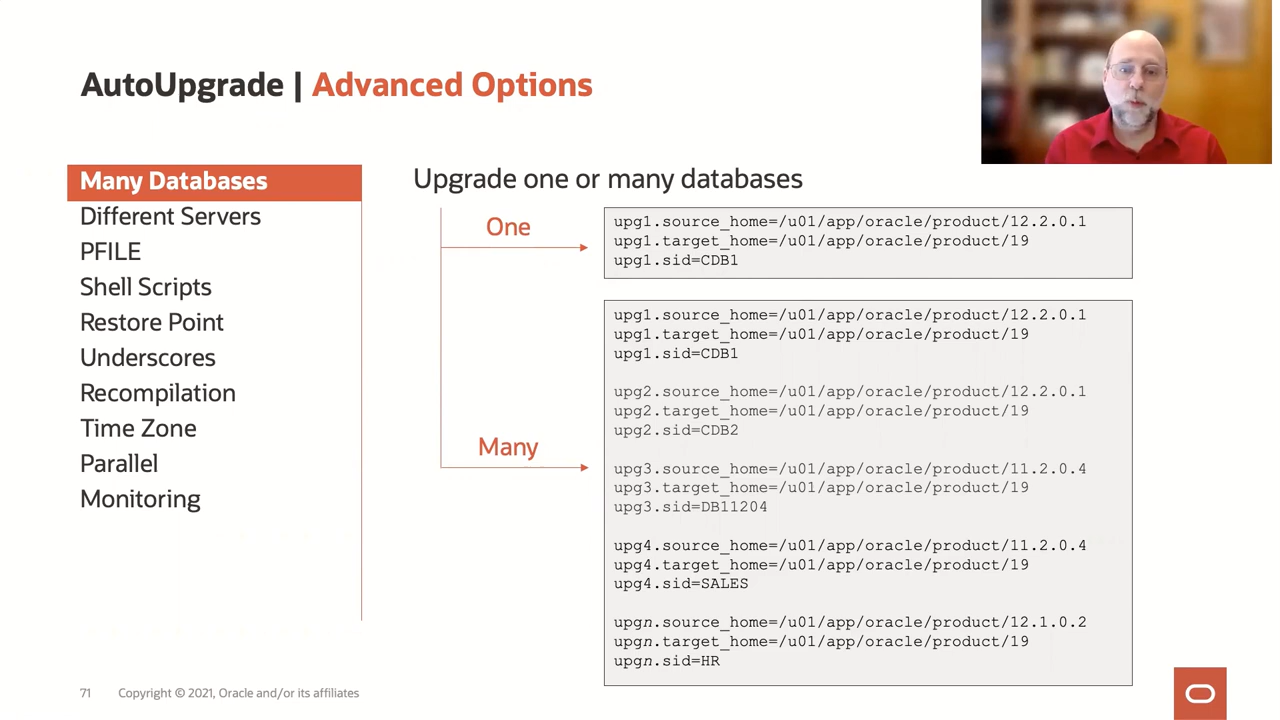 AutoUpgrade | Advanced Options
Many Databases
Different Servers
PFILE
Shell Scripts
Restore Point
Underscores
Recompilation
Time Zone
Parallel
Monitoring
Upgrade one or many databases
One
upg1.source_home=/u01/app/oracle/product/12.2.0.1
upg1.target_home=/u01/app/oracle/product/19
upg1.sid=CDB1
Many
upg1.source_home=/u01/app/oracle/product/12.2.0.1
upg1.target_home=/u01/app/oracle/product/19
upg1.sid=CDB1
upg2.source_home=/u01/app/oracle/product/12.2.0.1
upg2.target_home=/u01/app/oracle/product/19
upg2.sid=CDB2
upg3.source_home=/u01/app/oracle/product/11.2.0.4
upg3.target_home=/u01/app/oracle/product/19
upg3.sid=DB11204
upg4.source_home=/u01/app/oracle/product/11.2.0.4
upg4.target_home=/u01/app/oracle/product/19
upg4.sid=SALES
upgn.source_home=/u01/app/oracle/product/12.1.0.2
upgn.target_home=/u01/app/oracle/product/19
upgn.sid=HR
71 Copyright © 2021, Oracle and/or its affiliates